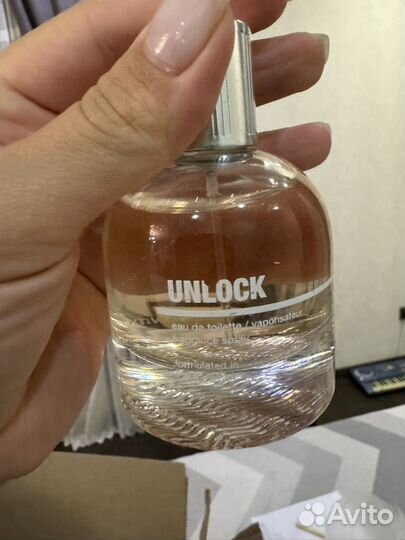 UNLOCK
eau de toilette / vaporisateur
fragrance spray
formulated in
Avito